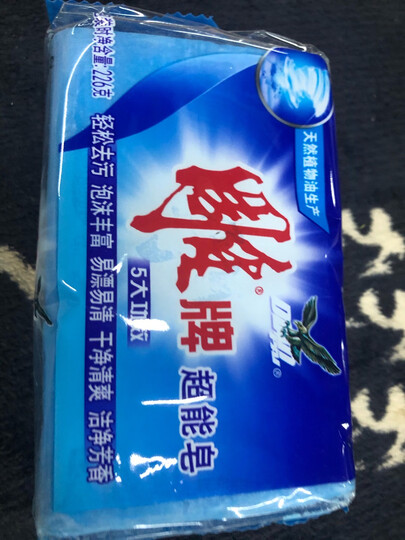 天然植物油生产
雕
®
牌
®
超能皂
5大功效
轻松去污 泡沫丰富 易漂易清 干净清爽 洁净芳香
净含量:226克